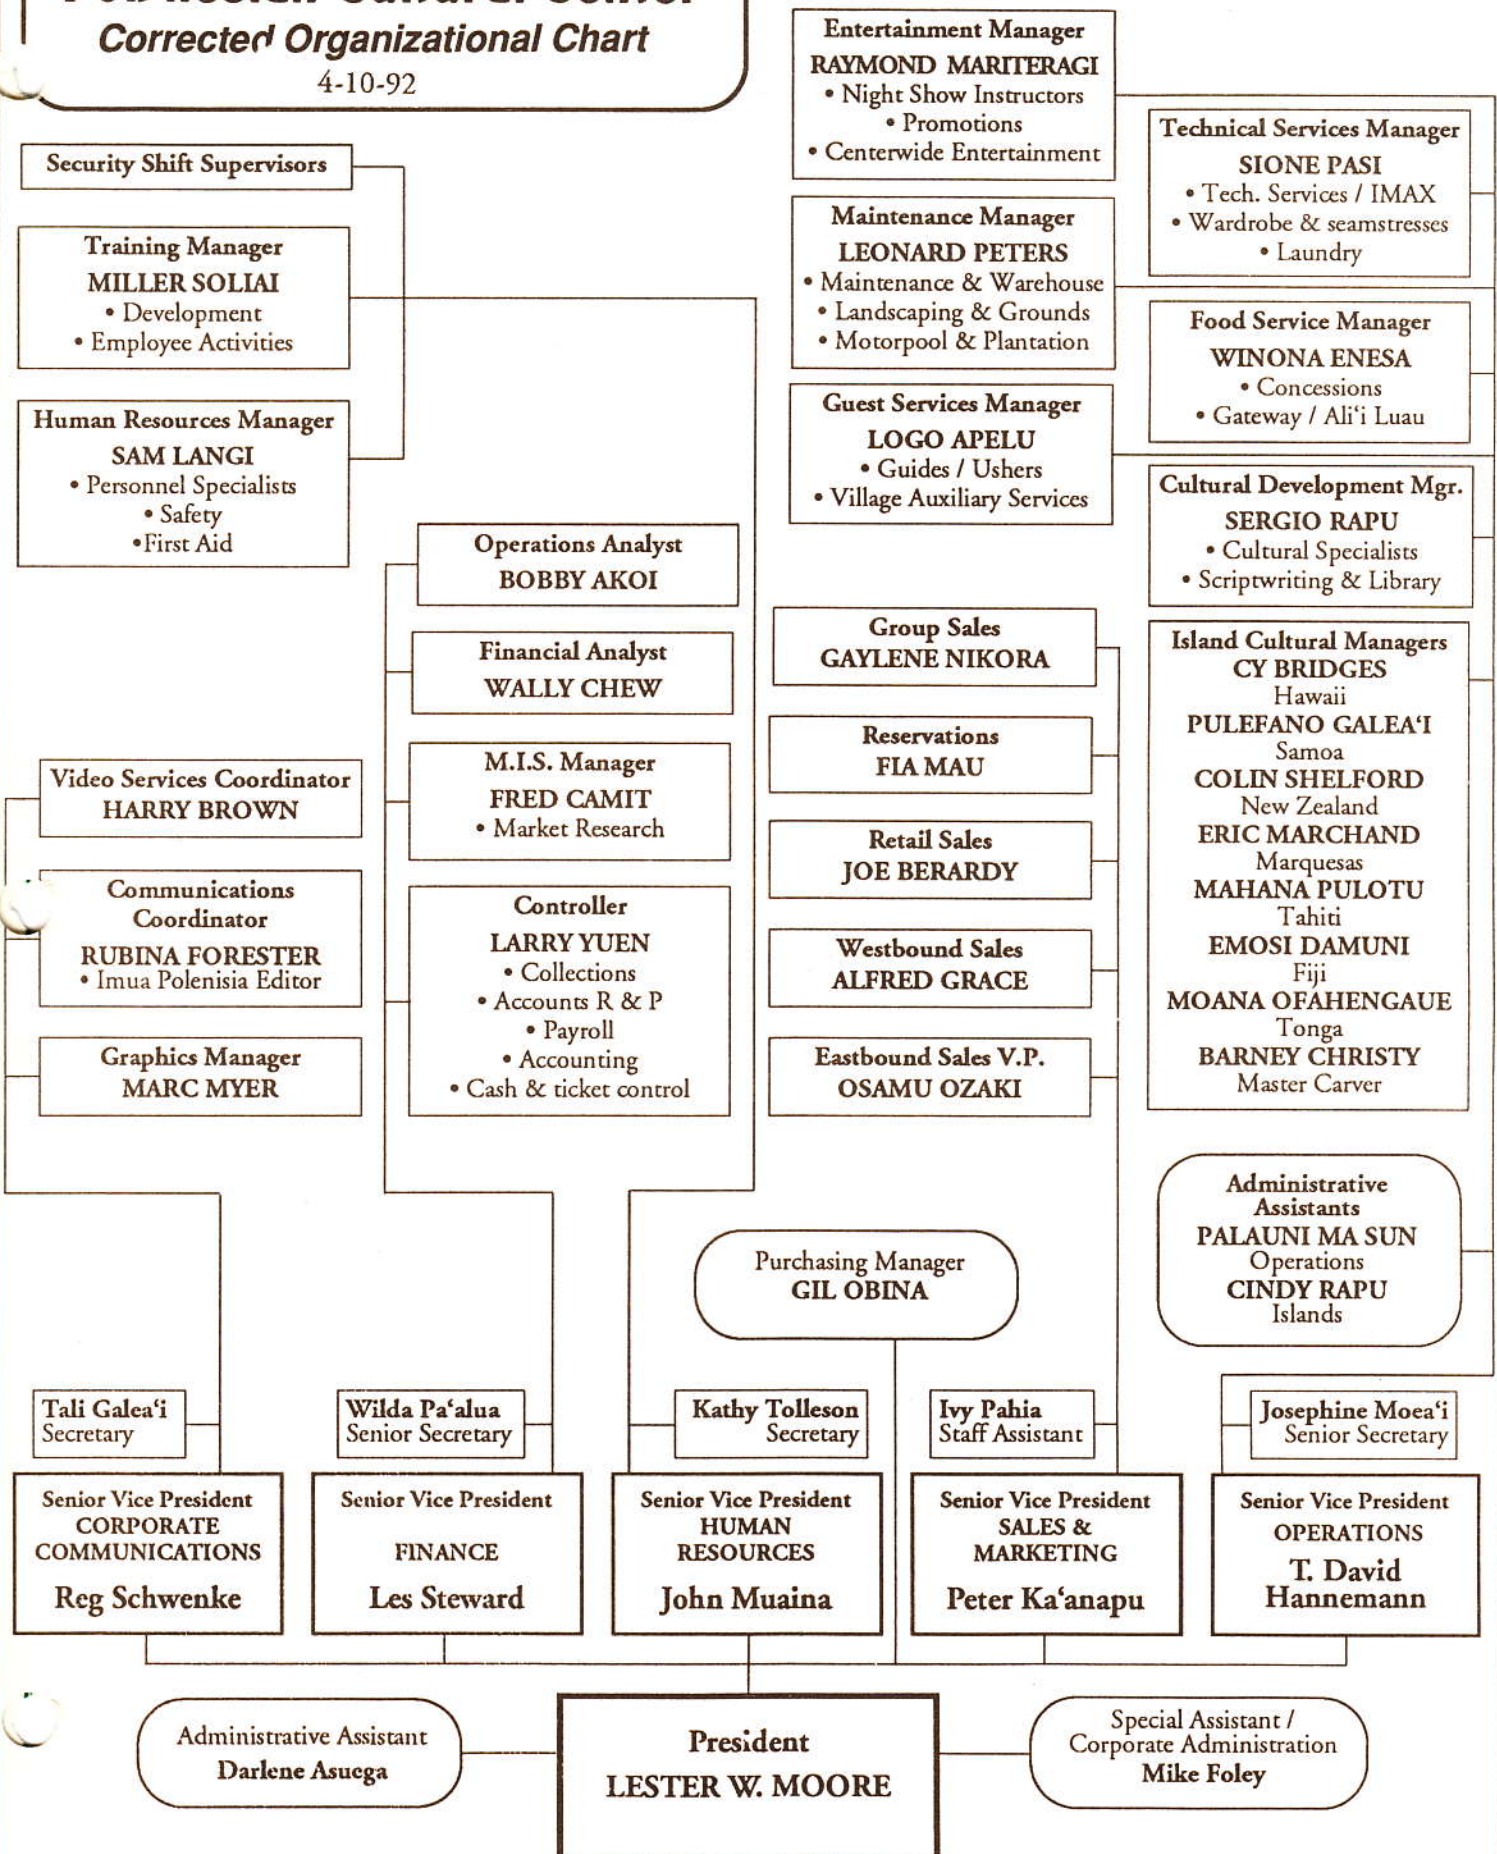 Corrected Organizational Chart
4-10-92
Entertainment Manager
RAYMOND MARITERAGI
• Night Show Instructors
• Promotions
• Centerwide Entertainment
Technical Services Manager
SIONE PASI
• Tech. Services / IMAX
• Wardrobe & seamstresses
• Laundry
Security Shift Supervisors
Training Manager
MILLER SOLIAI
• Development
• Employee Activities
Maintenance Manager
LEONARD PETERS
• Maintenance & Warehouse
• Landscaping & Grounds
• Motorpool & Plantation
Food Service Manager
WINONA ENESA
• Concessions
• Gateway / Ali‘i Luau
Human Resources Manager
SAM LANGI
• Personnel Specialists
• Safety
•First Aid
Guest Services Manager
LOGO APELU
• Guides / Ushers
• Village Auxiliary Services
Cultural Development Mgr.
SERGIO RAPU
• Cultural Specialists
• Scriptwriting & Library
Operations Analyst
BOBBY AKOI
Financial Analyst
WALLY CHEW
M.I.S. Manager
FRED CAMIT
• Market Research
Controller
LARRY YUEN
• Collections
• Accounts R & P
• Payroll
• Accounting
• Cash & ticket control
Group Sales
GAYLENE NIKORA
Reservations
FIA MAU
Retail Sales
JOE BERARDY
Westbound Sales
ALFRED GRACE
Eastbound Sales V.P.
OSAMU OZAKI
Island Cultural Managers
CY BRIDGES
Hawaii
PULEFANO GALEA‘I
Samoa
COLIN SHELFORD
New Zealand
ERIC MARCHAND
Marquesas
MAHANA PULOTU
Tahiti
EMOSI DAMUNI
Fiji
MOANA OFAHENGAUE
Tonga
BARNEY CHRISTY
Master Carver
Video Services Coordinator
HARRY BROWN
Communications
Coordinator
RUBINA FORESTER
• Imua Polenisia Editor
Graphics Manager
MARC MYER
Administrative
Assistants
PALAUNI MA SUN
Operations
CINDY RAPU
Islands
Purchasing Manager
GIL OBINA
Tali Galea‘i
Secretary
Wilda Pa‘alua
Senior Secretary
Kathy Tolleson
Secretary
Ivy Pahia
Staff Assistant
Josephine Moea‘i
Senior Secretary
Senior Vice President
CORPORATE
COMMUNICATIONS
Reg Schwenke
Senior Vice President
FINANCE
Les Steward
Senior Vice President
HUMAN
RESOURCES
John Muaina
Senior Vice President
SALES &
MARKETING
Peter Ka‘anapu
Senior Vice President
OPERATIONS
T. David
Hannemann
Administrative Assistant
Darlene Asuega
President
LESTER W. MOORE
Special Assistant /
Corporate Administration
Mike Foley